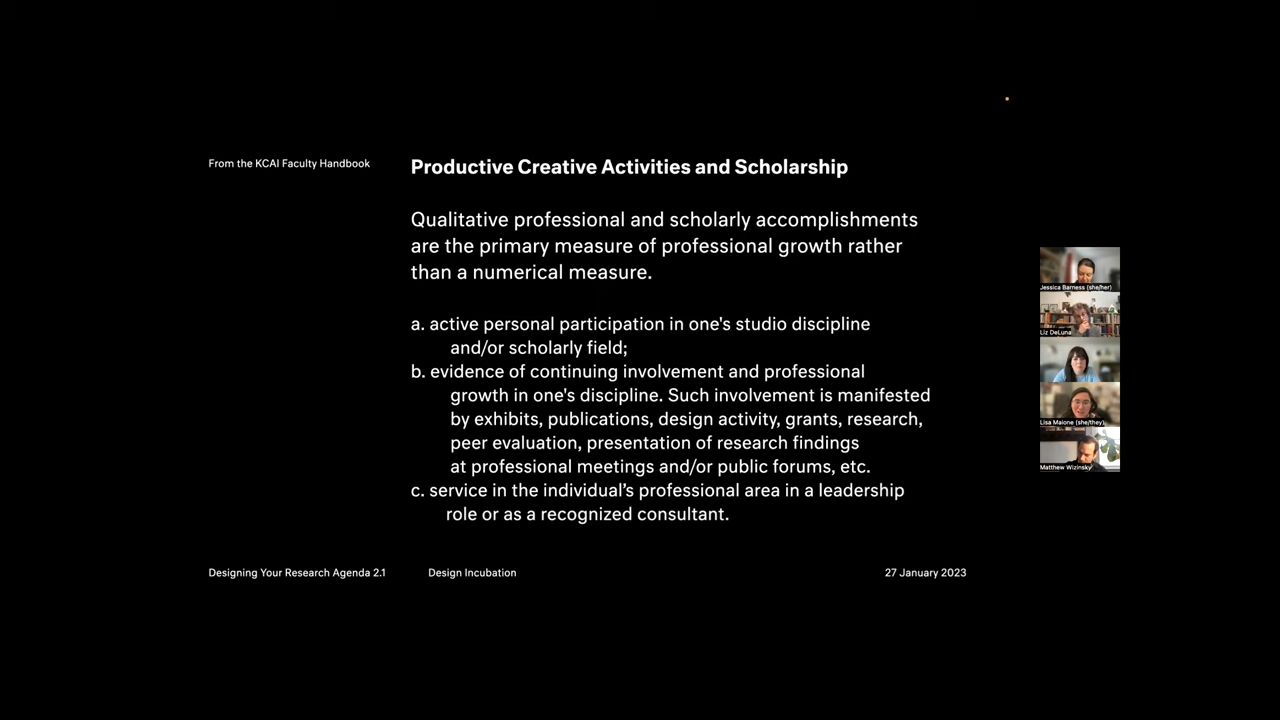 From the KCAI Faculty Handbook
Productive Creative Activities and Scholarship
Qualitative professional and scholarly accomplishments
are the primary measure of professional growth rather
than a numerical measure.
a. active personal participation in one's studio discipline
and/or scholarly field;
b. evidence of continuing involvement and professional
growth in one's discipline. Such involvement is manifested
by exhibits, publications, design activity, grants, research,
peer evaluation, presentation of research findings
at professional meetings and/or public forums, etc.
c. service in the individual’s professional area in a leadership
role or as a recognized consultant.
Jessica Barness (she/her)
Liz DeLuna
Lisa Maione (she/they)
Matthew Wizinsky
Designing Your Research Agenda 2.1
Design Incubation
27 January 2023